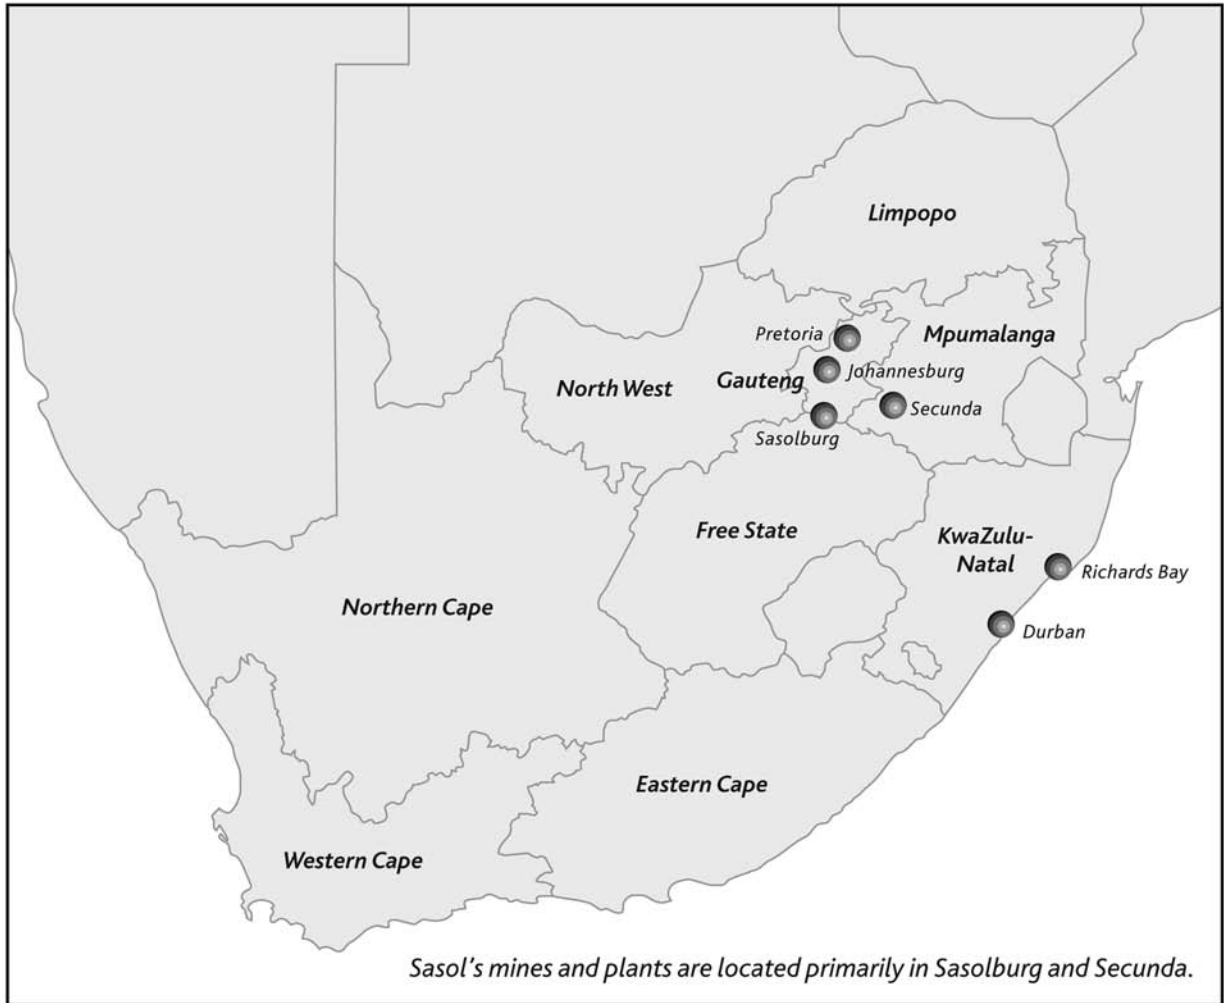 Limpopo
Pretoria
Mpumalanga
Johannesburg
Gauteng
North West
Secunda
Sasolburg
Free State
KwaZulu-
Natal
Richards Bay
Northern Cape
Durban
Eastern Cape
Western Cape
Sasol's mines and plants are located primarily in Sasolburg and Secunda.